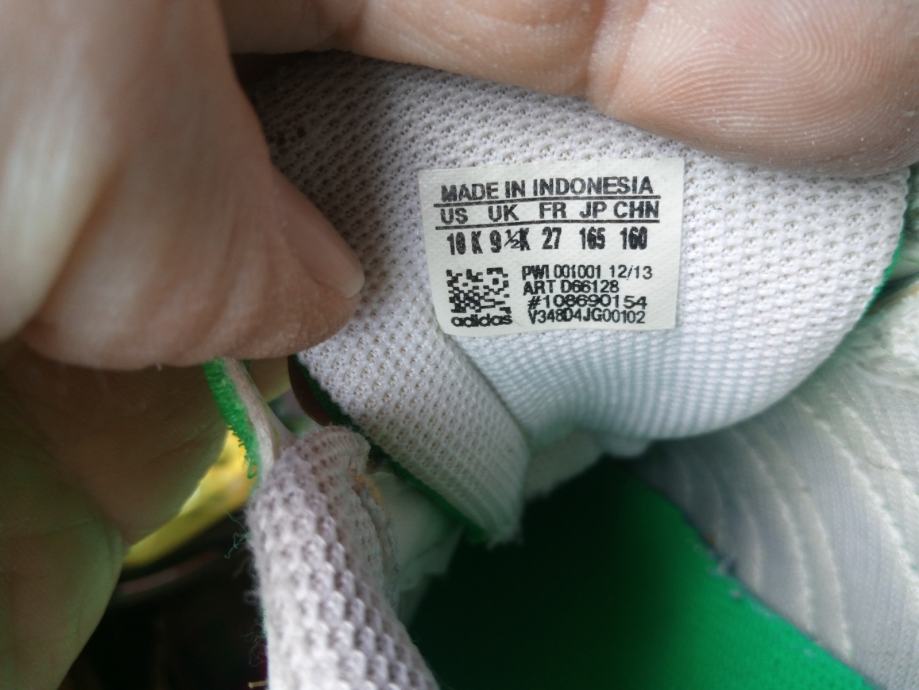 MADE IN INDONESIA
US UK FR JP CHN
10 K 9½K 27 165 160
PWI 001001 12/13
ART D66128
#108690154
V348D4JG00102
adidas